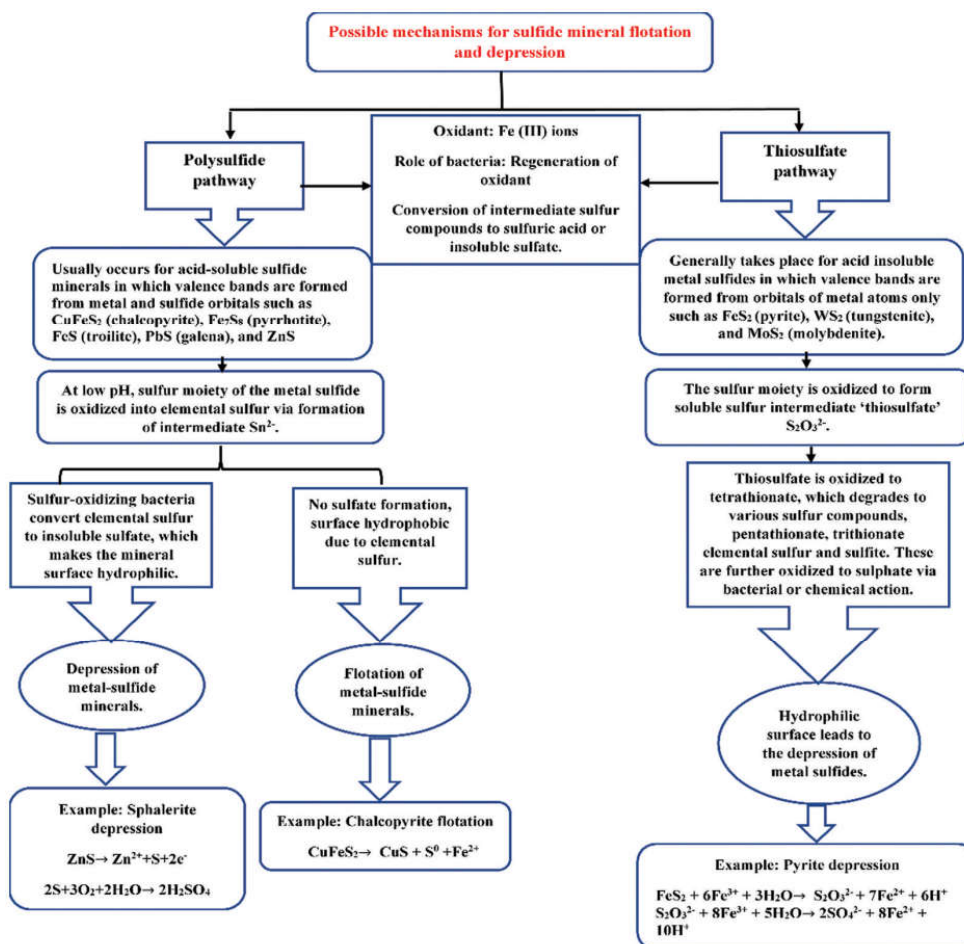 Possible mechanisms for sulfide mineral flotation
and depression
Polysulfide
pathway
Oxidant: Fe (III) ions
Role of bacteria: Regeneration of
oxidant
Conversion of intermediate sulfur
compounds to sulfuric acid or
insoluble sulfate.
Thiosulfate
pathway
Usually occurs for acid-soluble sulfide
minerals in which valence bands are
formed from metal and sulfide orbitals such as
CuFeS₂ (chalcopyrite), Fe₇S₈ (pyrrhotite),
FeS (troilite), PbS (galena), and ZnS
Generally takes place for acid insoluble
metal sulfides in which valence bands are
formed from orbitals of metal atoms only
such as FeS₂ (pyrite), WS₂ (tungstenite),
and MoS₂ (molybdenite).
At low pH, sulfur moiety of the metal sulfide
is oxidized into elemental sulfur via formation
of intermediate Sn²⁻.
The sulfur moiety is oxidized to form
soluble sulfur intermediate ‘thiosulfate’
S₂O₃²⁻.
Sulfur-oxidizing bacteria
convert elemental sulfur
to insoluble sulfate, which
makes the mineral
surface hydrophilic.
No sulfate formation,
surface hydrophobic
due to elemental
sulfur.
Thiosulfate is oxidized to
tetrathionate, which degrades to
various sulfur compounds,
pentathionate, trithionate
elemental sulfur and sulfite. These
are further oxidized to sulphate via
bacterial or chemical action.
Depression of
metal-sulfide
minerals.
Flotation of
metal-sulfide
minerals.
Hydrophilic
surface leads to
the depression of
metal sulfides.
Example: Sphalerite
depression
ZnS→ Zn²⁺+S+2e⁻
2S+3O₂+2H₂O→ 2H₂SO₄
Example: Chalcopyrite flotation
CuFeS₂→ CuS + S⁰ +Fe²⁺
Example: Pyrite depression
FeS₂ + 6Fe³⁺ + 3H₂O→ S₂O₃²⁻ + 7Fe²⁺ + 6H⁺
S₂O₃²⁻ + 8Fe³⁺ + 5H₂O→ 2SO₄²⁻ + 8Fe²⁺ +
10H⁺